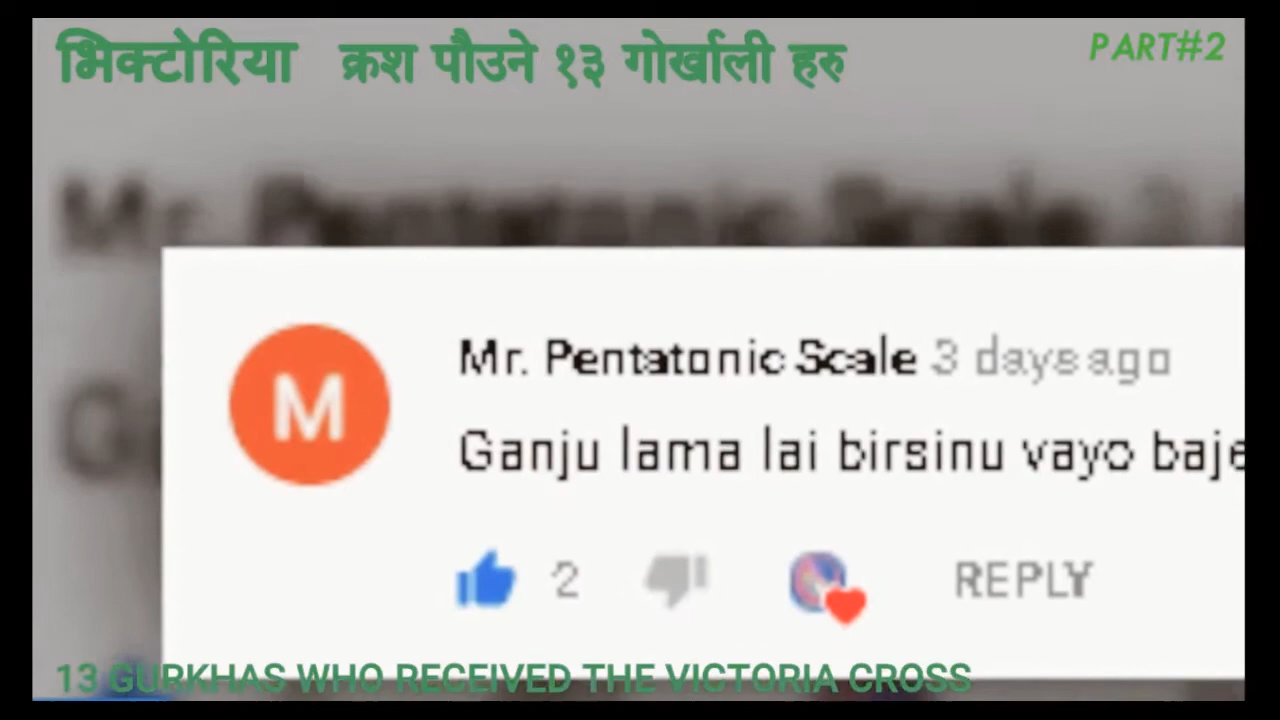 भिक्टोरिया क्रश पौउने १३ गोर्खाली हरु
PART#2
Mr. Pentatonic Scale 3 days ago
M
Ganju lama lai birsinu vayo baje
2 REPLY
13 GURKHAS WHO RECEIVED THE VICTORIA CROSS